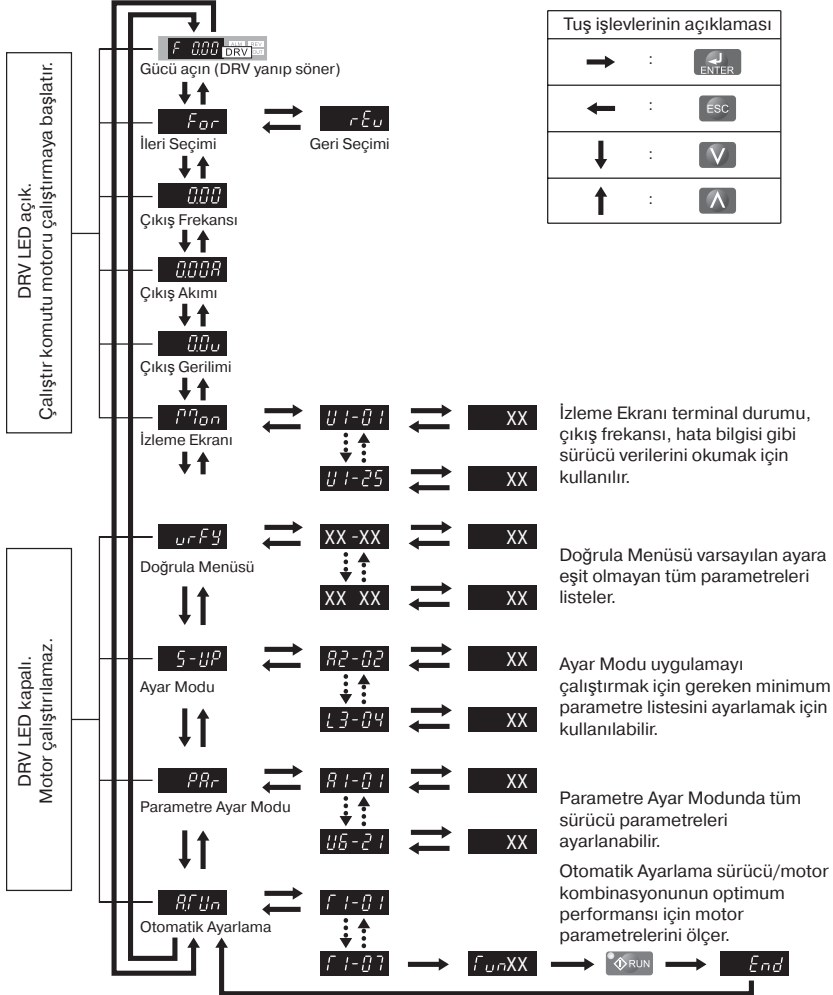 F 0.00
ALM REV
DRV OUT
Gücü açın (DRV yanıp söner)
For
rEv
İleri Seçimi
Geri Seçimi
0.00
Çıkış Frekansı
0.00A
Çıkış Akımı
0.0v
Çıkış Gerilimi
Mon
U1-01
XX
İzleme Ekranı
U1-25
XX
İzleme Ekranı terminal durumu,
çıkış frekansı, hata bilgisi gibi
sürücü verilerini okumak için
kullanılır.
DRV LED açık.
Çalıştır komutu motoru çalıştırmaya başlatır.
Tuş işlevlerinin açıklaması
:
ENTER
:
ESC
:
:
vrFy
XX -XX
XX
Doğrula Menüsü
XX XX
XX
Doğrula Menüsü varsayılan ayara
eşit olmayan tüm parametreleri
listeler.
S-UP
A2-02
XX
Ayar Modu
L3-04
XX
Ayar Modu uygulamayı
çalıştırmak için gereken minimum
parametre listesini ayarlamak için
kullanılabilir.
PAr
A1-01
XX
Parametre Ayar Modu
U6-21
XX
Parametre Ayar Modunda tüm
sürücü parametreleri
ayarlanabilir.
A.TUn
T1-01
Otomatik Ayarlama
T1-07
TunXX
RUN
End
Otomatik Ayarlama sürücü/motor
kombinasyonunun optimum
performansı için motor
parametrelerini ölçer.
DRV LED kapalı.
Motor çalıştırılamaz.